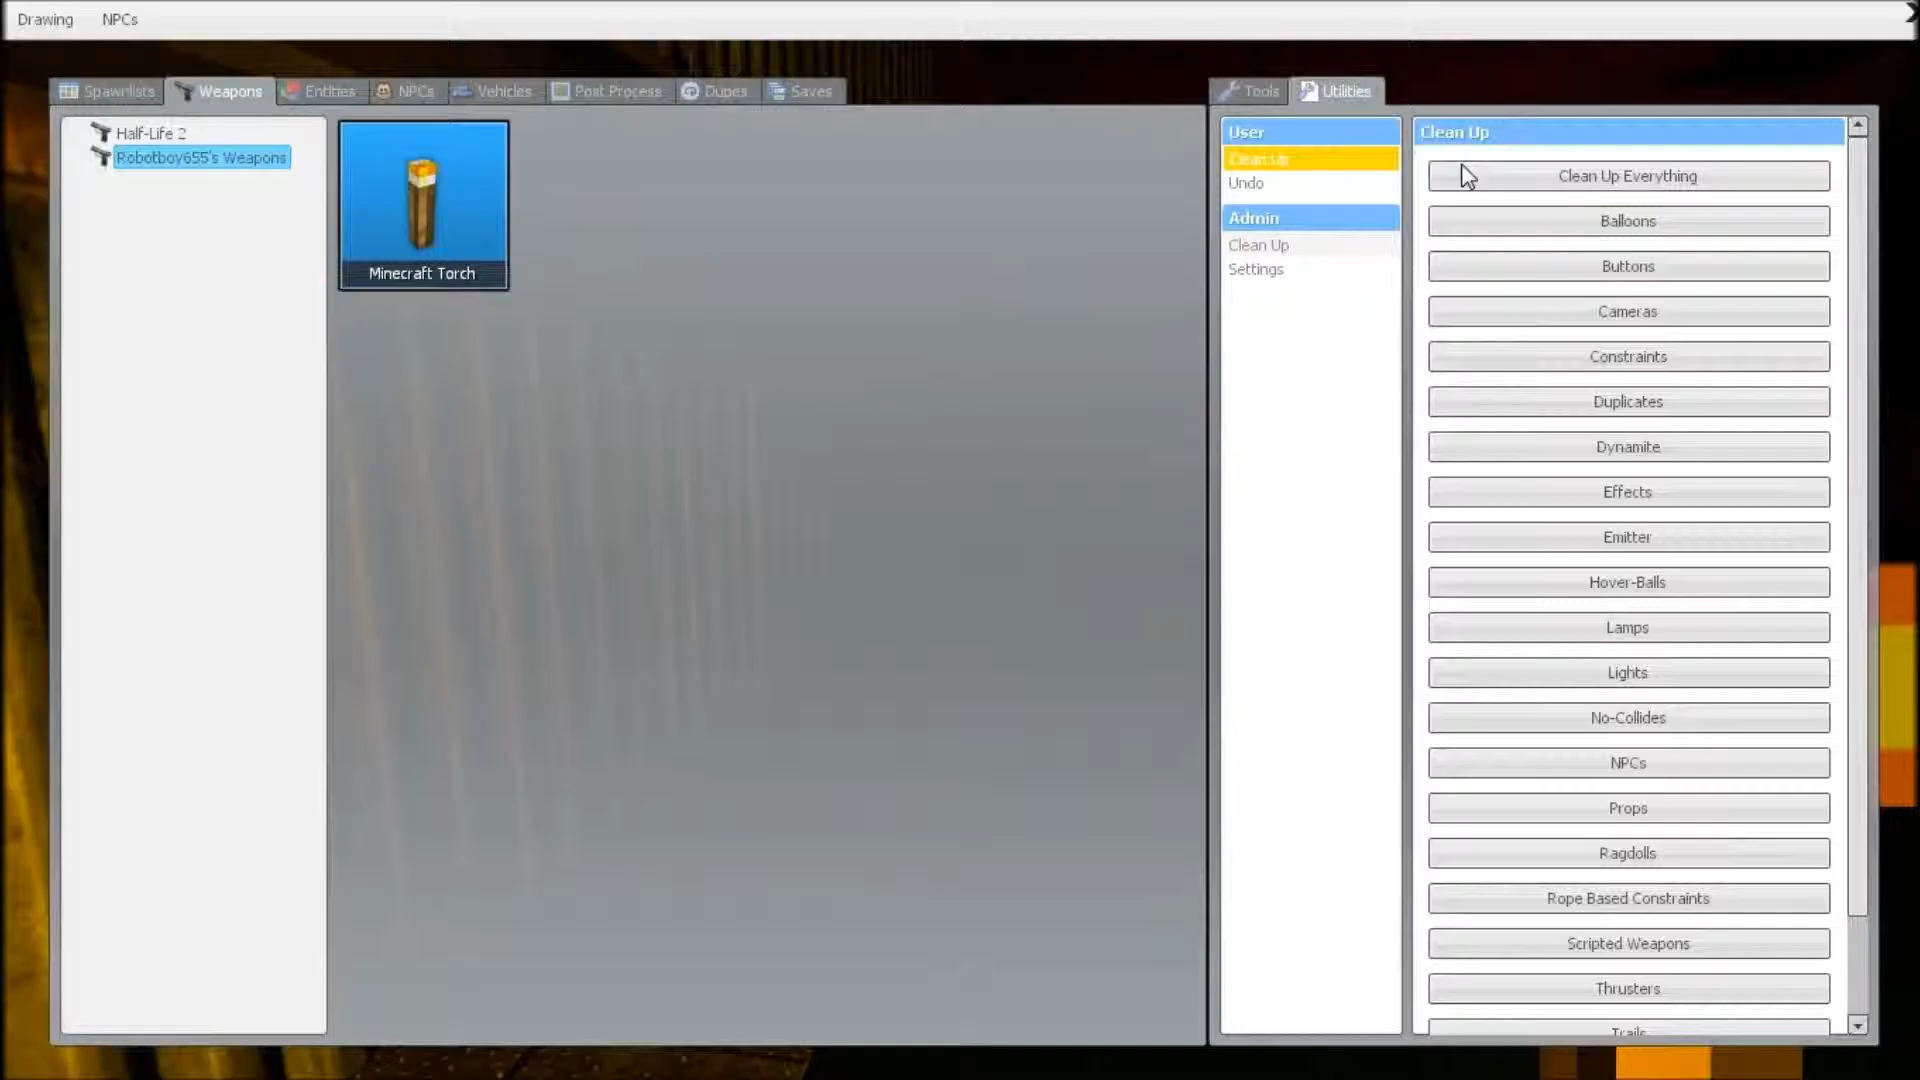 Drawing NPCs
Spawnlists Weapons Entities NPCs Vehicles Post Process Dupes Saves
Tools Utilities
Half-Life 2
Robotboy655's Weapons
Minecraft Torch
User
Clean Up
Undo
Admin
Clean Up
Settings
Clean Up
Clean Up Everything
Balloons
Buttons
Cameras
Constraints
Duplicates
Dynamite
Effects
Emitter
Hover-Balls
Lamps
Lights
No-Collides
NPCs
Props
Ragdolls
Rope Based Constraints
Scripted Weapons
Thrusters
Trails